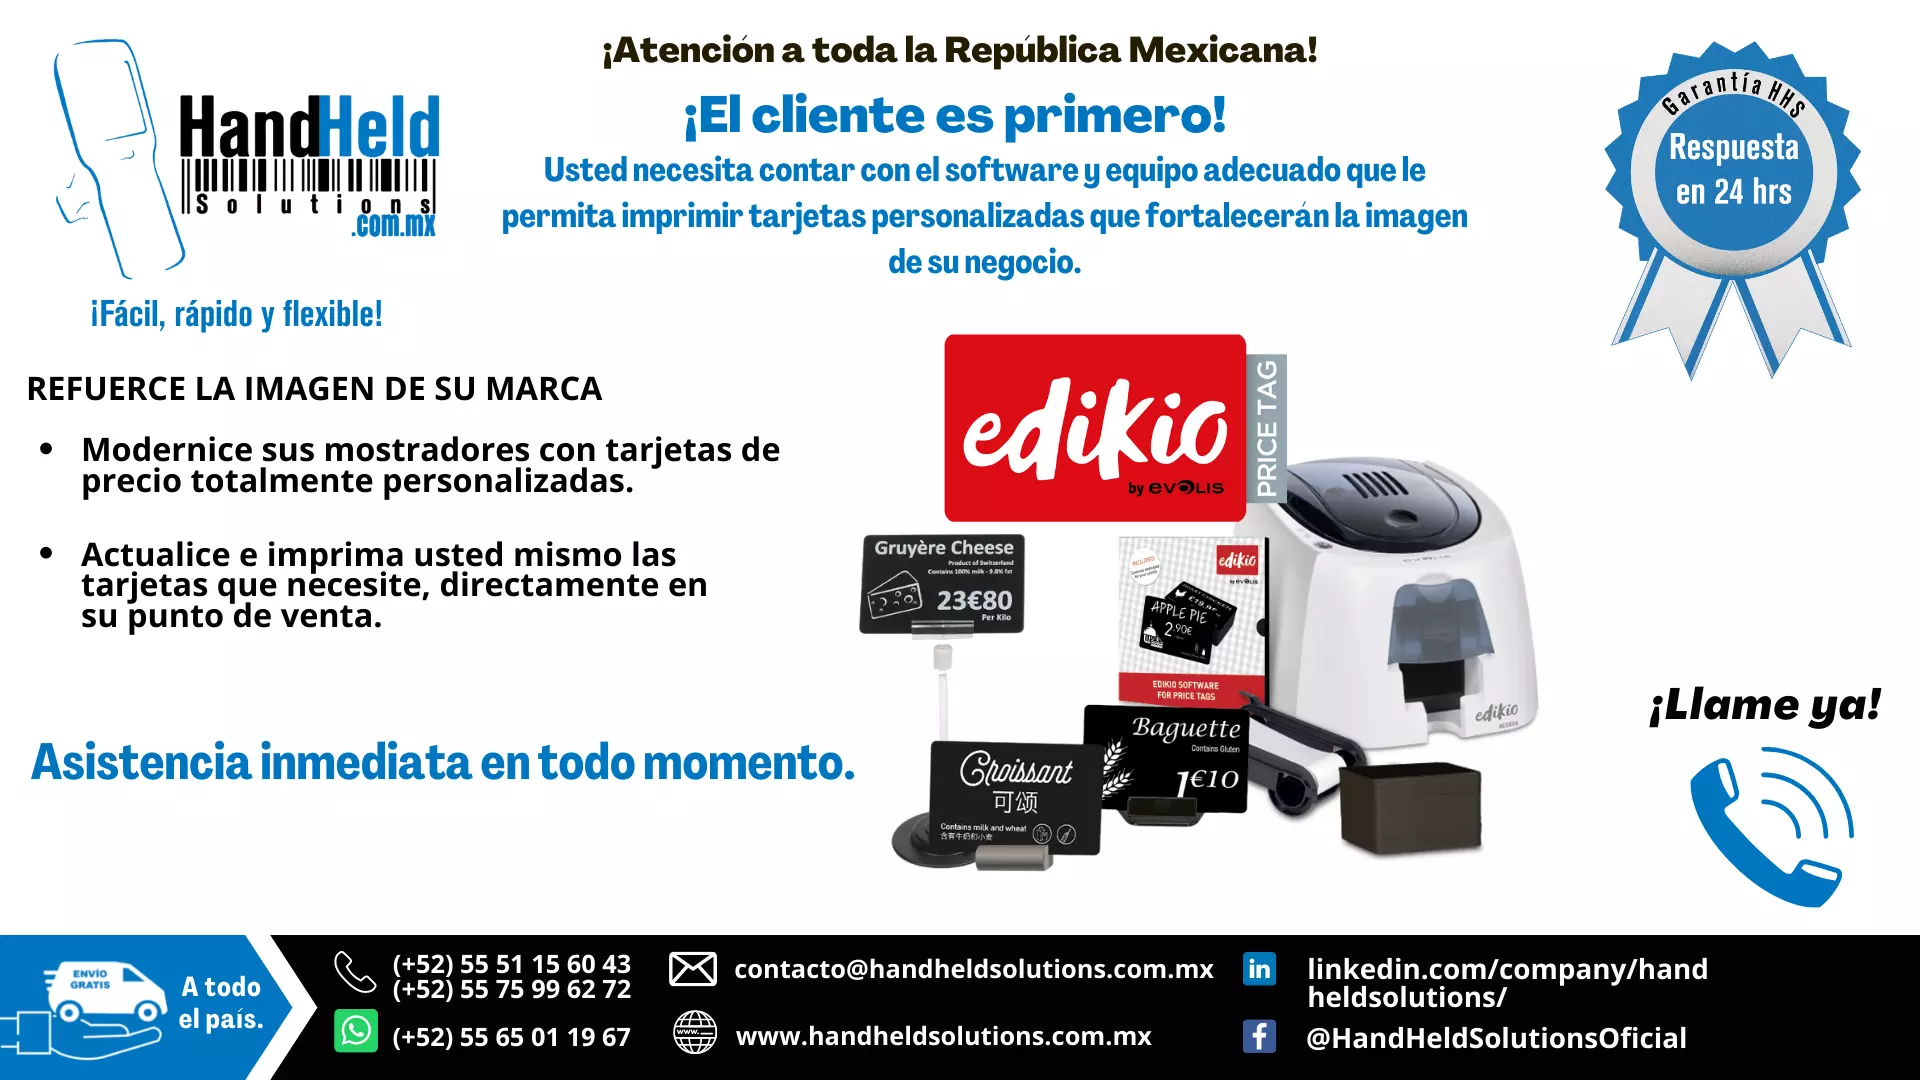 ¡Atención a toda la República Mexicana!
¡El cliente es primero!
Usted necesita contar con el software y equipo adecuado que le
permita imprimir tarjetas personalizadas que fortalecerán la imagen
de su negocio.
HandHeld
Solutions
.com.mx
¡Fácil, rápido y flexible!
Garantía HHS
Respuesta
en 24 hrs
REFUERCE LA IMAGEN DE SU MARCA
• Modernice sus mostradores con tarjetas de
precio totalmente personalizadas.
• Actualice e imprima usted mismo las
tarjetas que necesite, directamente en
su punto de venta.
Asistencia inmediata en todo momento.
edikio
by evolis
PRICE TAG
Gruyère Cheese
Product of Switzerland
Contains 100% milk - 9.8% fat
23€80
Per Kilo
INCLUDED
edikio
by evolis
ROAST CHICKEN
APPLE PIE
2.90€
EDIKIO SOFTWARE
FOR PRICE TAGS
Baguette
Contains Gluten
1€10
Croissant
可颂
Contains milk and wheat
含有牛奶和小麦
evolis
edikio
ACCESS
¡Llame ya!
ENVÍO
GRATIS
A todo
el país.
(+52) 55 51 15 60 43
(+52) 55 75 99 62 72
(+52) 55 65 01 19 67
contacto@handheldsolutions.com.mx
www.
www.handheldsolutions.com.mx
in
linkedin.com/company/hand
heldsolutions/
f
@HandHeldSolutionsOficial